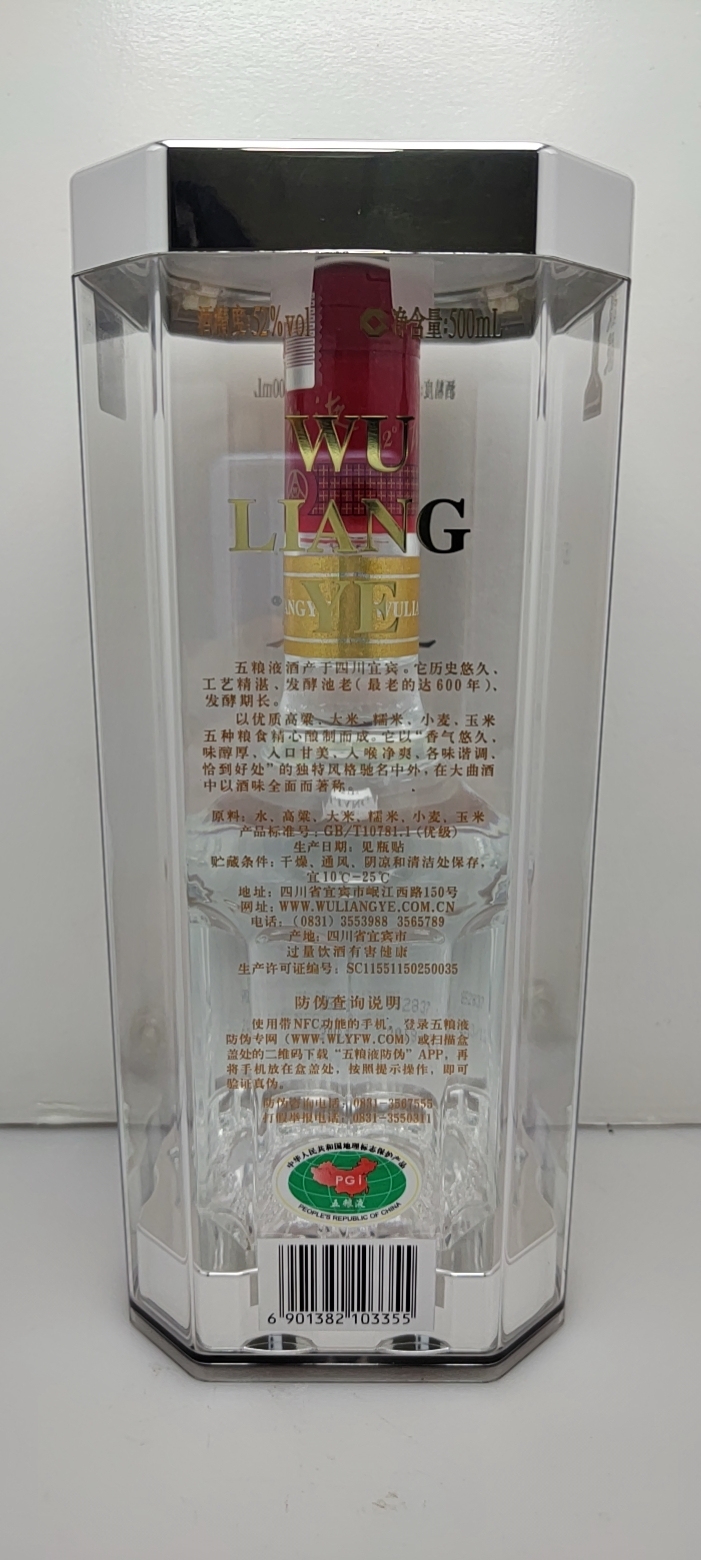 酒精度:52%vol 净含量:500mL
WU
LIANG
YE
五粮液酒产于四川宜宾。它历史悠久、
工艺精湛、发酵池老(最老的达600年)、
发酵期长。
以优质高粱、大米、糯米、小麦、玉米
五种粮食精心酿制而成。它以“香气悠久、
味醇厚、入口甘美、入喉净爽、各味谐调、
恰到好处”的独特风格驰名中外,在大曲酒
中以酒味全面而著称。
原料:水、高粱、大米、糯米、小麦、玉米
产品标准号:GB/T10781.1(优级)
生产日期:见瓶贴
贮藏条件:干燥、通风、阴凉和清洁处保存,
宜10℃-25℃
地址:四川省宜宾市岷江西路150号
网址:WWW.WULIANGYE.COM.CN
电话:(0831) 3553988 3565789
产地:四川省宜宾市
过量饮酒有害健康
生产许可证编号:SC11551150250035
防伪查询说明
使用带NFC功能的手机,登录五粮液
防伪专网(WWW.WLYFW.COM)或扫描盒
盖处的二维码下载“五粮液防伪”APP,再
将手机放在盒盖处,按照提示操作,即可
验证真伪。
防伪咨询电话:0831-3567555
打假举报电话:0831-3550311
中华人民共和国地理标志保护产品
PGI
五粮液
PEOPLE'S REPUBLIC OF CHINA
6 901382 103355